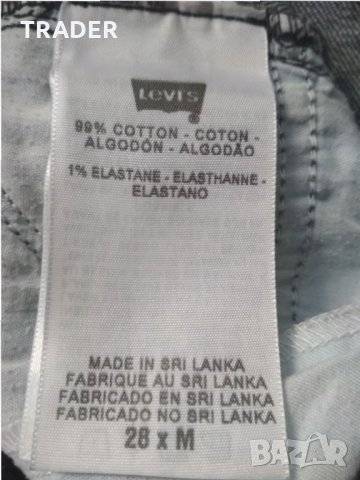 TRADER
LEVI'S
99% COTTON - COTON -
ALGODÓN - ALGODÃO
1% ELASTANE - ELASTHANNE -
ELASTANO
MADE IN SRI LANKA
FABRIQUE AU SRI LANKA
FABRICADO EN SRI LANKA
FABRICADO NO SRI LANKA
28 x M
BAZAR